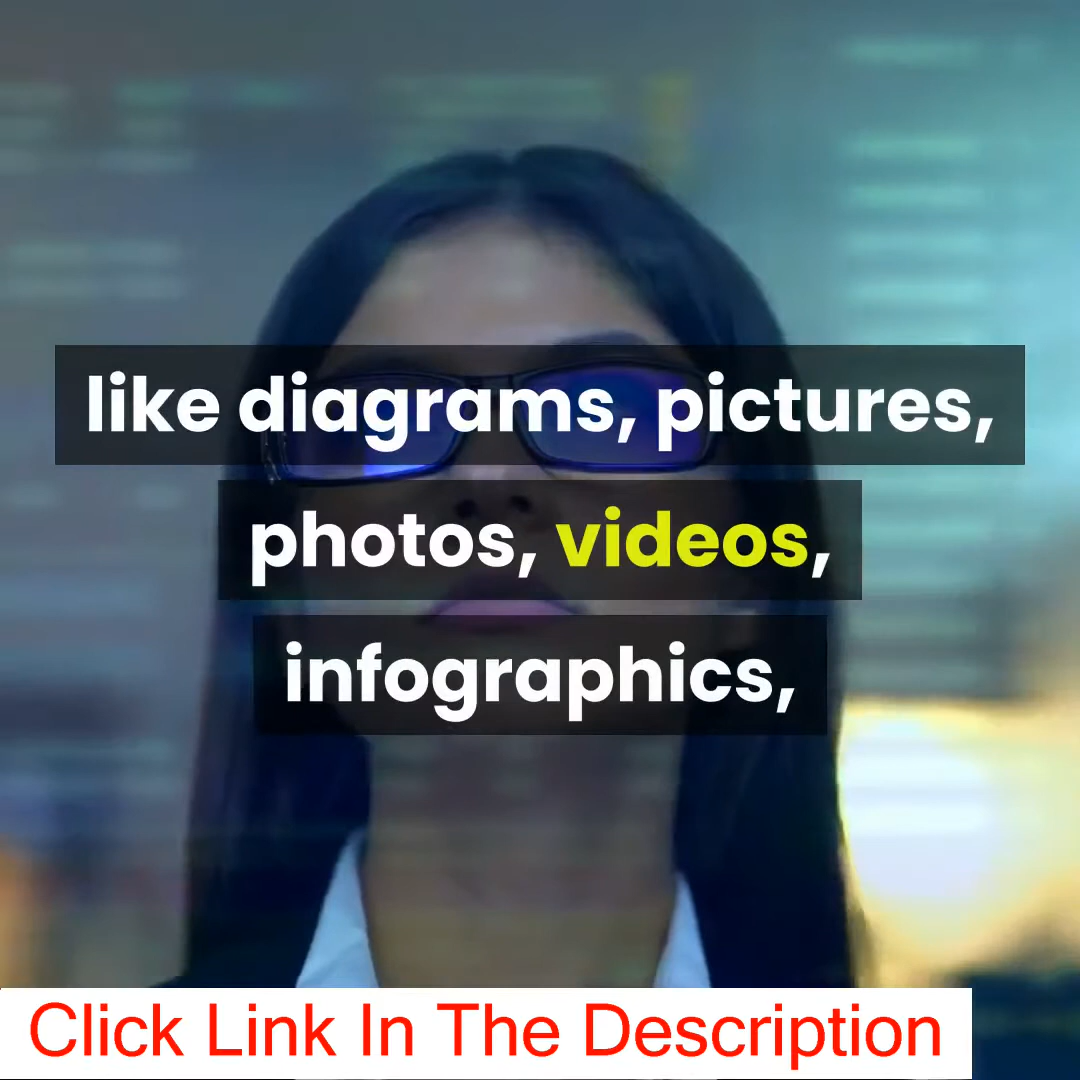 like diagrams, pictures,
photos, videos,
infographics,
Click Link In The Description